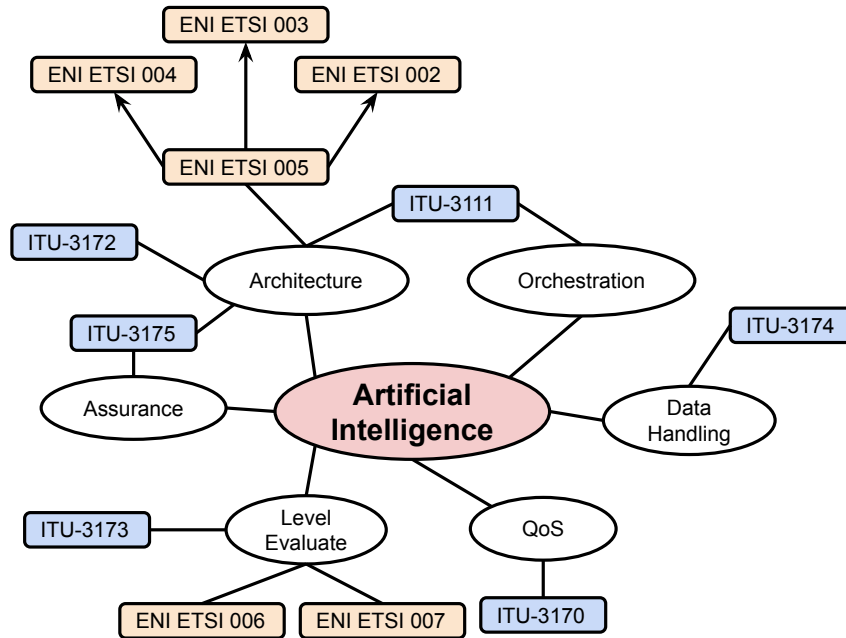 ENI ETSI 003
ENI ETSI 004
ENI ETSI 002
ENI ETSI 005
ITU-3111
ITU-3172
Architecture
Orchestration
ITU-3175
ITU-3174
Assurance
Artificial
Intelligence
Data
Handling
ITU-3173
Level
Evaluate
QoS
ENI ETSI 006
ENI ETSI 007
ITU-3170